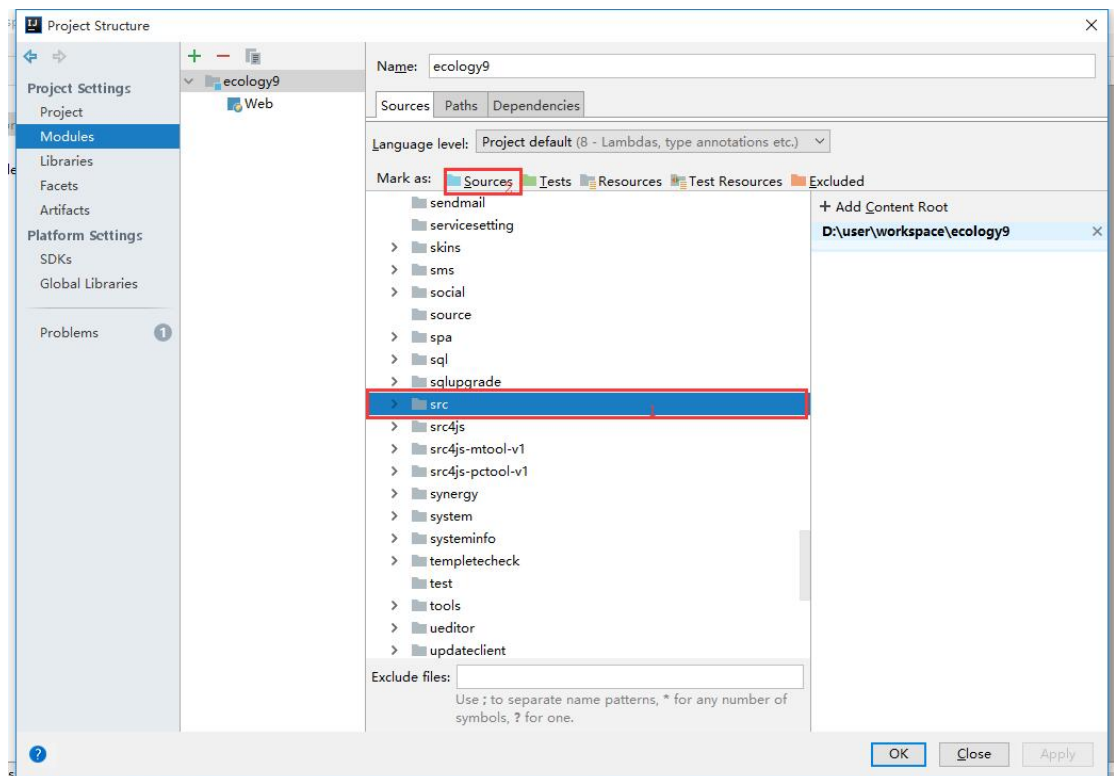 Project Structure
Project Settings
Project
Modules
Libraries
Facets
Artifacts
Platform Settings
SDKs
Global Libraries
Problems 1
ecology9
Web
Name: ecology9
Sources Paths Dependencies
Language level: Project default (8 - Lambdas, type annotations etc.)
Mark as: Sources 2 Tests Resources Test Resources Excluded
sendmail
servicesetting
skins
sms
social
source
spa
sql
sqlupgrade
src 1
src4js
src4js-mtool-v1
src4js-pctool-v1
synergy
system
systeminfo
templetecheck
test
tools
ueditor
updateclient
+ Add Content Root
D:\user\workspace\ecology9
Exclude files:
Use ; to separate name patterns, * for any number of
symbols, ? for one.
? OK Close Apply